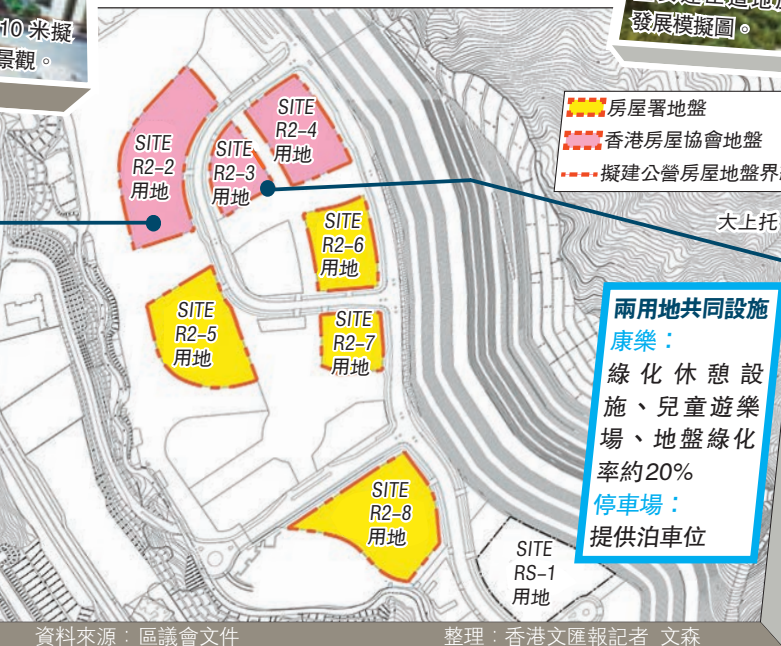 10 米擬
景觀。
發展模擬圖。
房屋署地盤
香港房屋協會地盤
擬建公營房屋地盤界
大上托
SITE
R2-2
用地
SITE
R2-3
用地
SITE
R2-4
用地
SITE
R2-6
用地
SITE
R2-5
用地
SITE
R2-7
用地
SITE
R2-8
用地
SITE
RS-1
用地
兩用地共同設施
康樂：
綠化休憩設
施、兒童遊樂
場、地盤綠化
率約20%
停車場：
提供泊車位
資料來源：區議會文件
整理：香港文匯報記者 文森